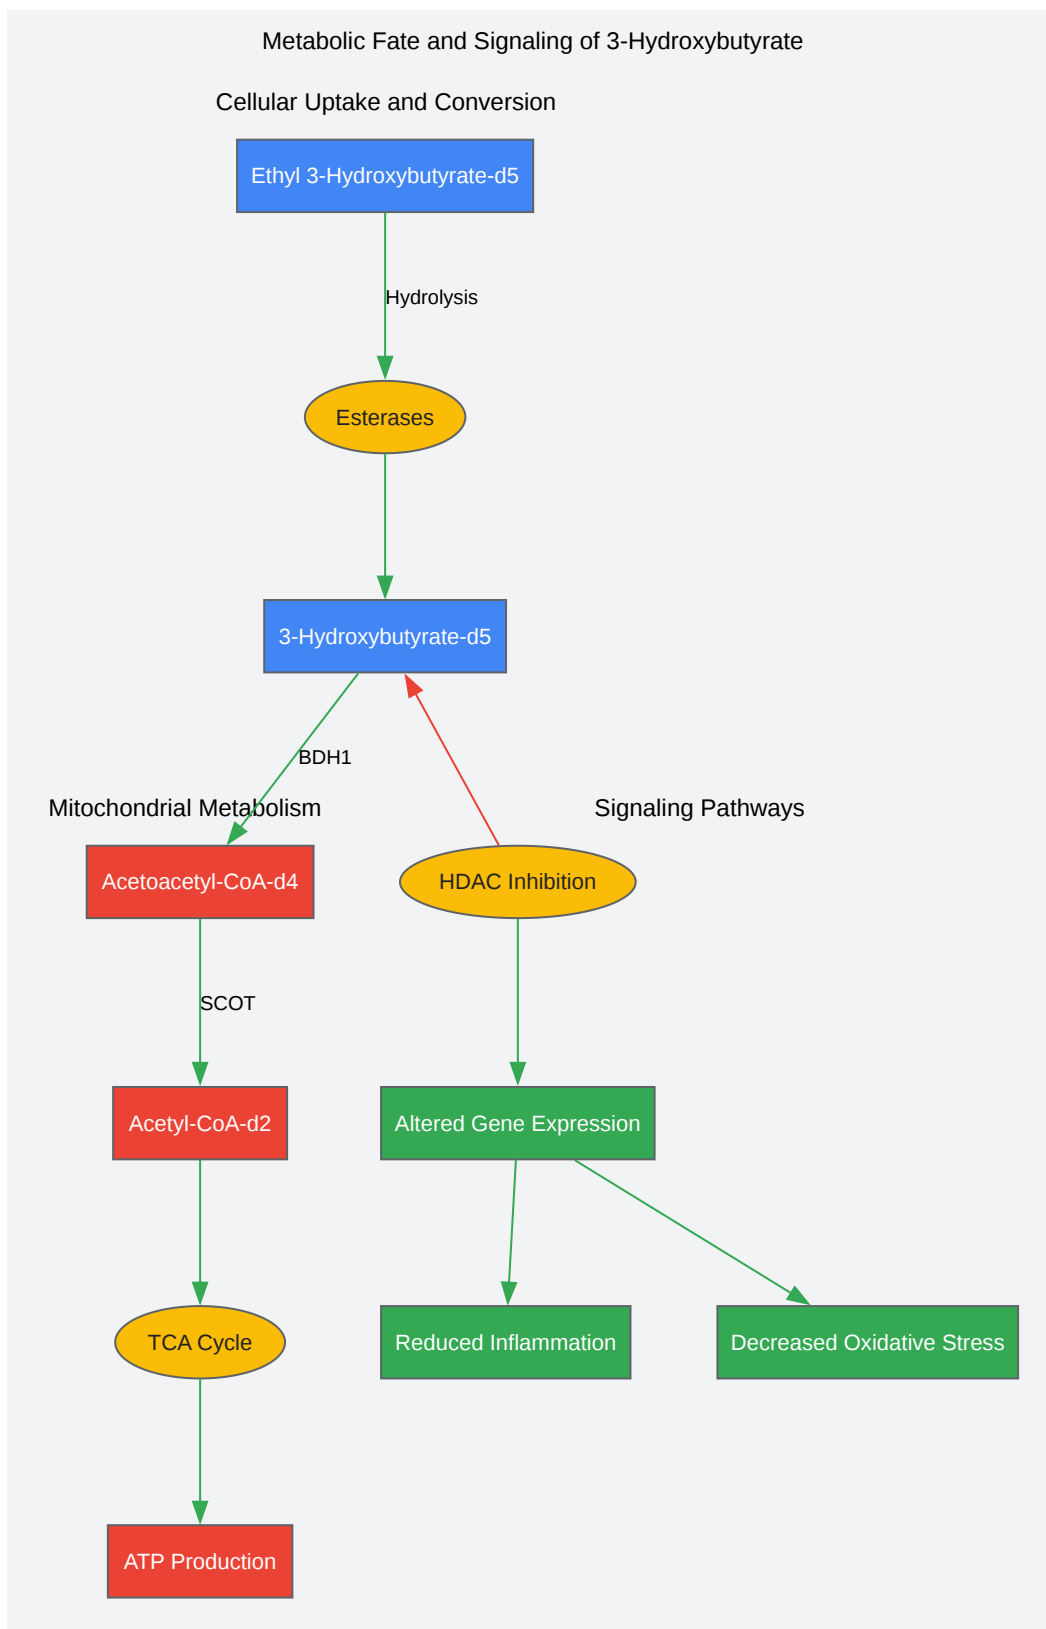 Metabolic Fate and Signaling of 3-Hydroxybutyrate
Cellular Uptake and Conversion
Ethyl 3-Hydroxybutyrate-d5
Hydrolysis
Esterases
3-Hydroxybutyrate-d5
BDH1
Mitochondrial Metabolism
Signaling Pathways
Acetoacetyl-CoA-d4
HDAC Inhibition
SCOT
Acetyl-CoA-d2
Altered Gene Expression
TCA Cycle
Reduced Inflammation
Decreased Oxidative Stress
ATP Production